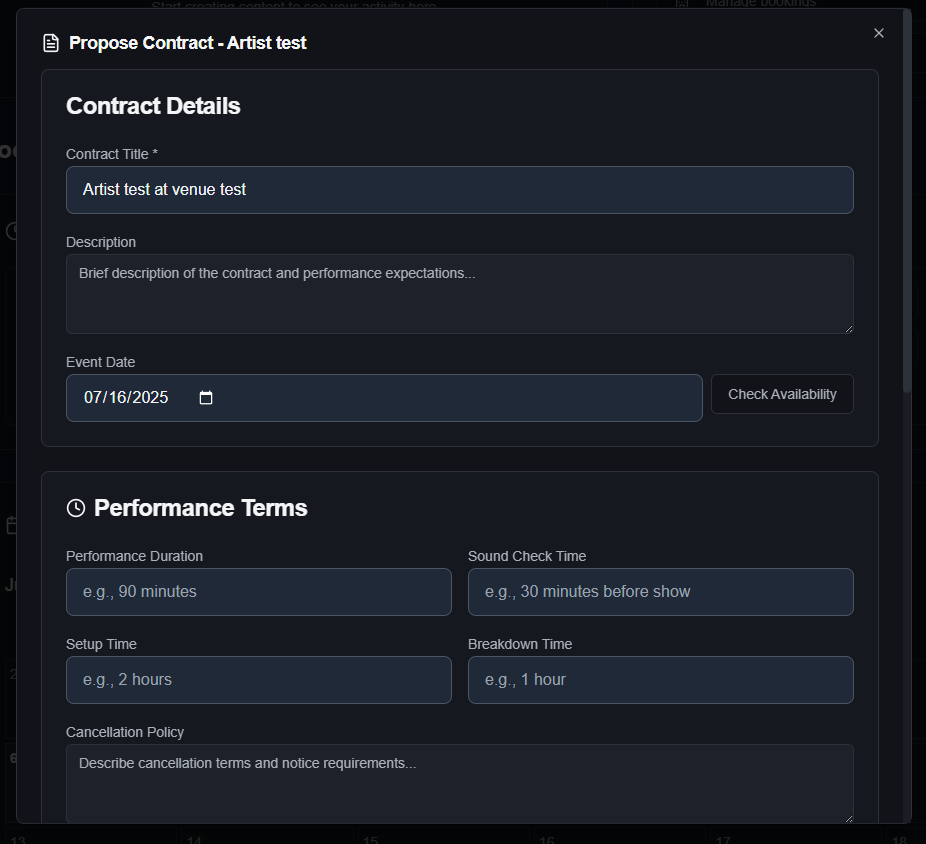 Start creating content to see your activity here
Manage bookings
Propose Contract - Artist test
Contract Details
Contract Title *
Artist test at venue test
Description
Brief description of the contract and performance expectations...
Event Date
07/16/2025
Check Availability
Performance Terms
Performance Duration
Sound Check Time
e.g., 90 minutes
e.g., 30 minutes before show
Setup Time
Breakdown Time
e.g., 2 hours
e.g., 1 hour
Cancellation Policy
Describe cancellation terms and notice requirements...
13
14
15
16
17
18